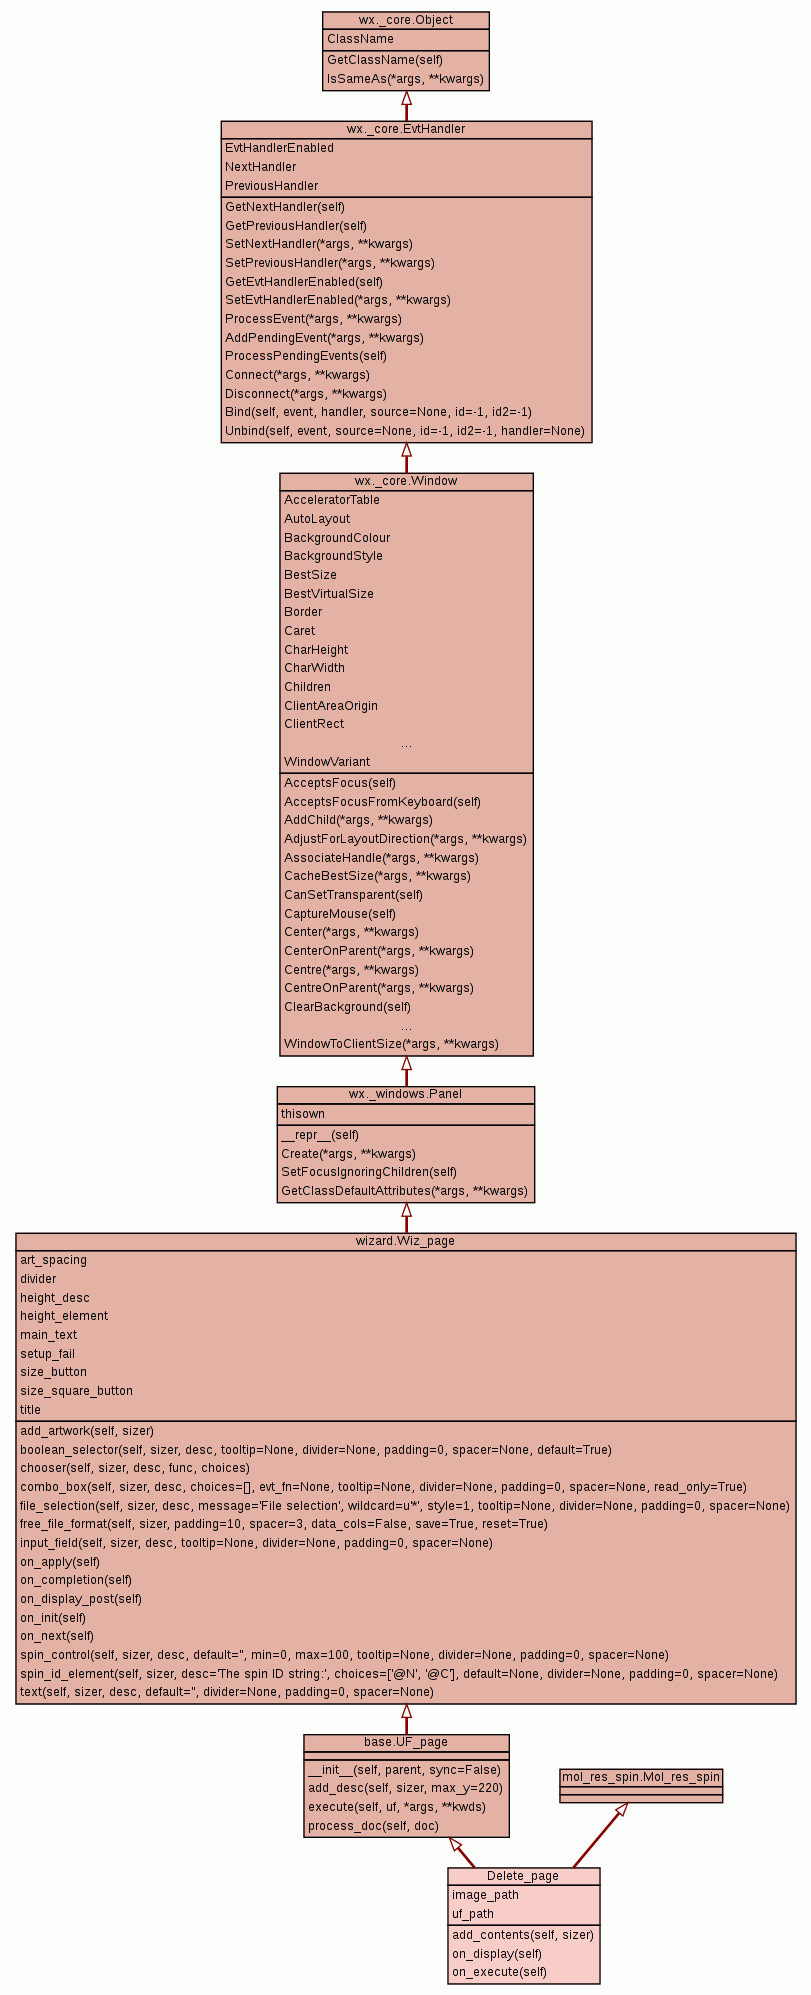 wx._core.Object
ClassName
GetClassName(self)
IsSameAs(*args, **kwargs)
wx._core.EvtHandler
EvtHandlerEnabled
NextHandler
PreviousHandler
GetNextHandler(self)
GetPreviousHandler(self)
SetNextHandler(*args, **kwargs)
SetPreviousHandler(*args, **kwargs)
GetEvtHandlerEnabled(self)
SetEvtHandlerEnabled(*args, **kwargs)
ProcessEvent(*args, **kwargs)
AddPendingEvent(*args, **kwargs)
ProcessPendingEvents(self)
Connect(*args, **kwargs)
Disconnect(*args, **kwargs)
Bind(self, event, handler, source=None, id=-1, id2=-1)
Unbind(self, event, source=None, id=-1, id2=-1, handler=None)
wx._core.Window
AcceleratorTable
AutoLayout
BackgroundColour
BackgroundStyle
BestSize
BestVirtualSize
Border
Caret
CharHeight
CharWidth
Children
ClientAreaOrigin
ClientRect
...
WindowVariant
AcceptsFocus(self)
AcceptsFocusFromKeyboard(self)
AddChild(*args, **kwargs)
AdjustForLayoutDirection(*args, **kwargs)
AssociateHandle(*args, **kwargs)
CacheBestSize(*args, **kwargs)
CanSetTransparent(self)
CaptureMouse(self)
Center(*args, **kwargs)
CenterOnParent(*args, **kwargs)
Centre(*args, **kwargs)
CentreOnParent(*args, **kwargs)
ClearBackground(self)
...
WindowToClientSize(*args, **kwargs)
wx._windows.Panel
thisown
__repr__(self)
Create(*args, **kwargs)
SetFocusIgnoringChildren(self)
GetClassDefaultAttributes(*args, **kwargs)
wizard.Wiz_page
art_spacing
divider
height_desc
height_element
main_text
setup_fail
size_button
size_square_button
title
add_artwork(self, sizer)
boolean_selector(self, sizer, desc, tooltip=None, divider=None, padding=0, spacer=None, default=True)
chooser(self, sizer, desc, func, choices)
combo_box(self, sizer, desc, choices=[], evt_fn=None, tooltip=None, divider=None, padding=0, spacer=None, read_only=True)
file_selection(self, sizer, desc, message='File selection', wildcard=u'*', style=1, tooltip=None, divider=None, padding=0, spacer=None)
free_file_format(self, sizer, padding=10, spacer=3, data_cols=False, save=True, reset=True)
input_field(self, sizer, desc, tooltip=None, divider=None, padding=0, spacer=None)
on_apply(self)
on_completion(self)
on_display_post(self)
on_init(self)
on_next(self)
spin_control(self, sizer, desc, default='', min=0, max=100, tooltip=None, divider=None, padding=0, spacer=None)
spin_id_element(self, sizer, desc='The spin ID string:', choices=['@N', '@C'], default=None, divider=None, padding=0, spacer=None)
text(self, sizer, desc, default='', divider=None, padding=0, spacer=None)
base.UF_page
__init__(self, parent, sync=False)
add_desc(self, sizer, max_y=220)
execute(self, uf, *args, **kwds)
process_doc(self, doc)
mol_res_spin.Mol_res_spin
Delete_page
image_path
uf_path
add_contents(self, sizer)
on_display(self)
on_execute(self)